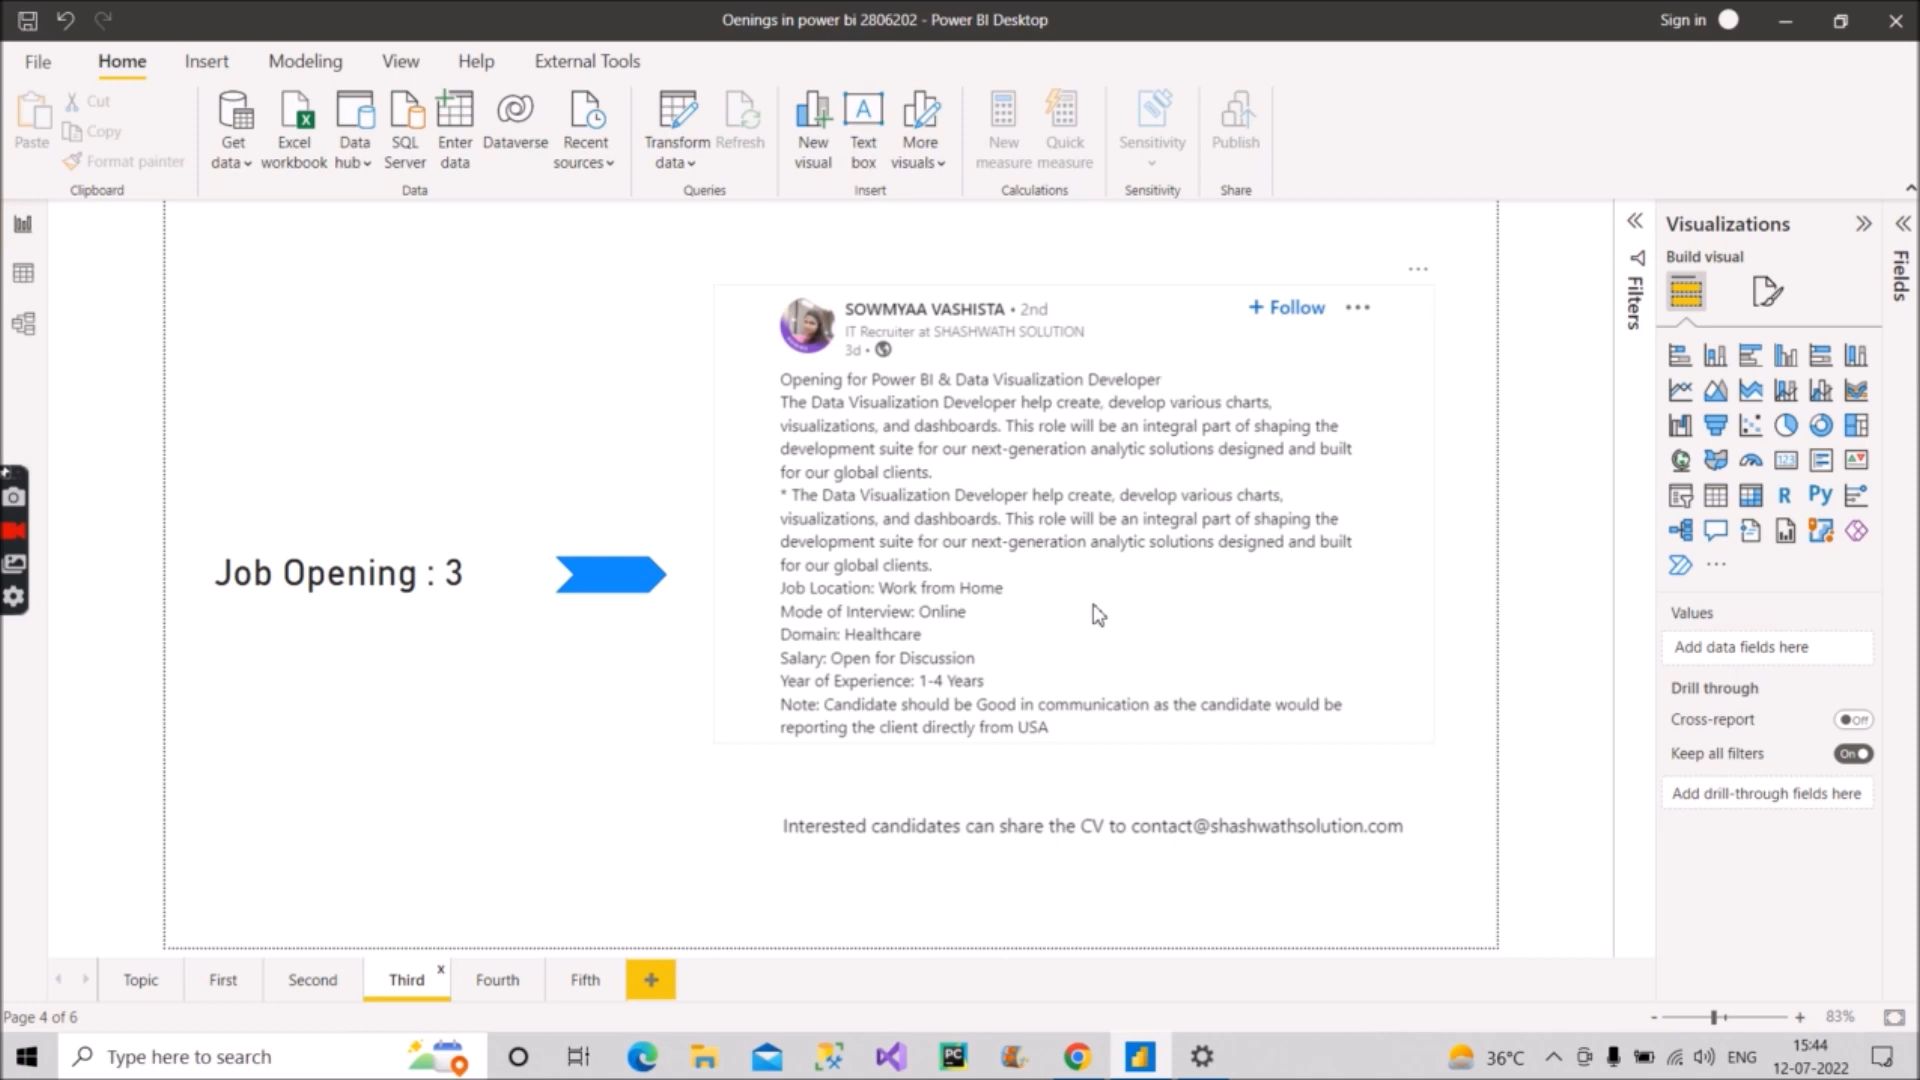 Oenings in power bi 2806202 - Power BI Desktop
Sign in
File Home Insert Modeling View Help External Tools
Paste
Cut
Copy
Format painter
Clipboard
Get data
Excel workbook
Data hub
SQL Server
Enter data
Dataverse
Recent sources
Data
Transform data
Refresh
Queries
New visual
Text box
More visuals
Insert
New measure
Quick measure
Calculations
Sensitivity
Sensitivity
Publish
Share
Job Opening : 3
SOWMYAA VASHISTA • 2nd
+ Follow
IT Recruiter at SHASHWATH SOLUTION
3d •
Opening for Power BI & Data Visualization Developer
The Data Visualization Developer help create, develop various charts,
visualizations, and dashboards. This role will be an integral part of shaping the
development suite for our next-generation analytic solutions designed and built
for our global clients.
* The Data Visualization Developer help create, develop various charts,
visualizations, and dashboards. This role will be an integral part of shaping the
development suite for our next-generation analytic solutions designed and built
for our global clients.
Job Location: Work from Home
Mode of Interview: Online
Domain: Healthcare
Salary: Open for Discussion
Year of Experience: 1-4 Years
Note: Candidate should be Good in communication as the candidate would be
reporting the client directly from USA
Interested candidates can share the CV to contact@shashwathsolution.com
Filters
Visualizations
Build visual
123
R Py
Values
Add data fields here
Drill through
Cross-report Off
Keep all filters On
Add drill-through fields here
Fields
Topic First Second Third x Fourth Fifth +
Page 4 of 6
- + 83%
Type here to search
PC
36°C
ENG
15:44
12-07-2022